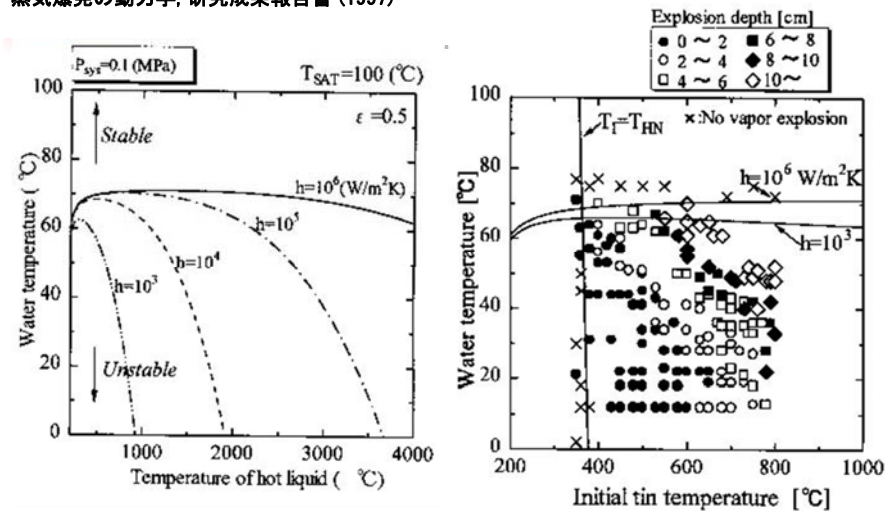 蒸気爆発の動力学, 研究成果報告書 (1997)
P_sys=0.1 (MPa)
T_SAT=100 (℃)
ε=0.5
Stable
h=10⁶(W/m²K)
h=10⁵
h=10⁴
h=10³
Unstable
Water temperature ( ℃)
100
80
60
40
20
0
1000
2000
3000
4000
Temperature of hot liquid ( ℃)
Explosion depth [cm]
● 0 ~ 2
■ 6 ~ 8
○ 2 ~ 4
◆ 8 ~ 10
□ 4 ~ 6
◇ 10~
T_I=T_HN
×:No vapor explosion
h=10⁶ W/m²K
h=10³
Water temperature [℃]
100
80
60
40
20
0
200
400
600
800
1000
Initial tin temperature [℃]